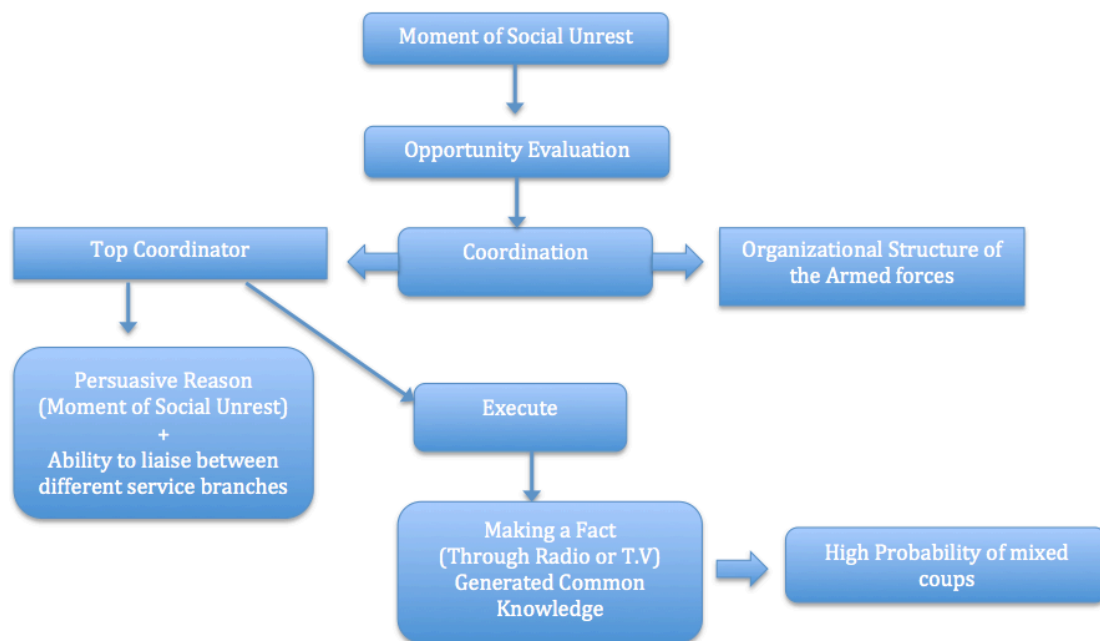 Moment of Social Unrest
Opportunity Evaluation
Top Coordinator
Coordination
Organizational Structure of
the Armed forces
Persuasive Reason
(Moment of Social Unrest)
+
Ability to liaise between
different service branches
Execute
Making a Fact
(Through Radio or T.V)
Generated Common
Knowledge
High Probability of mixed
coups